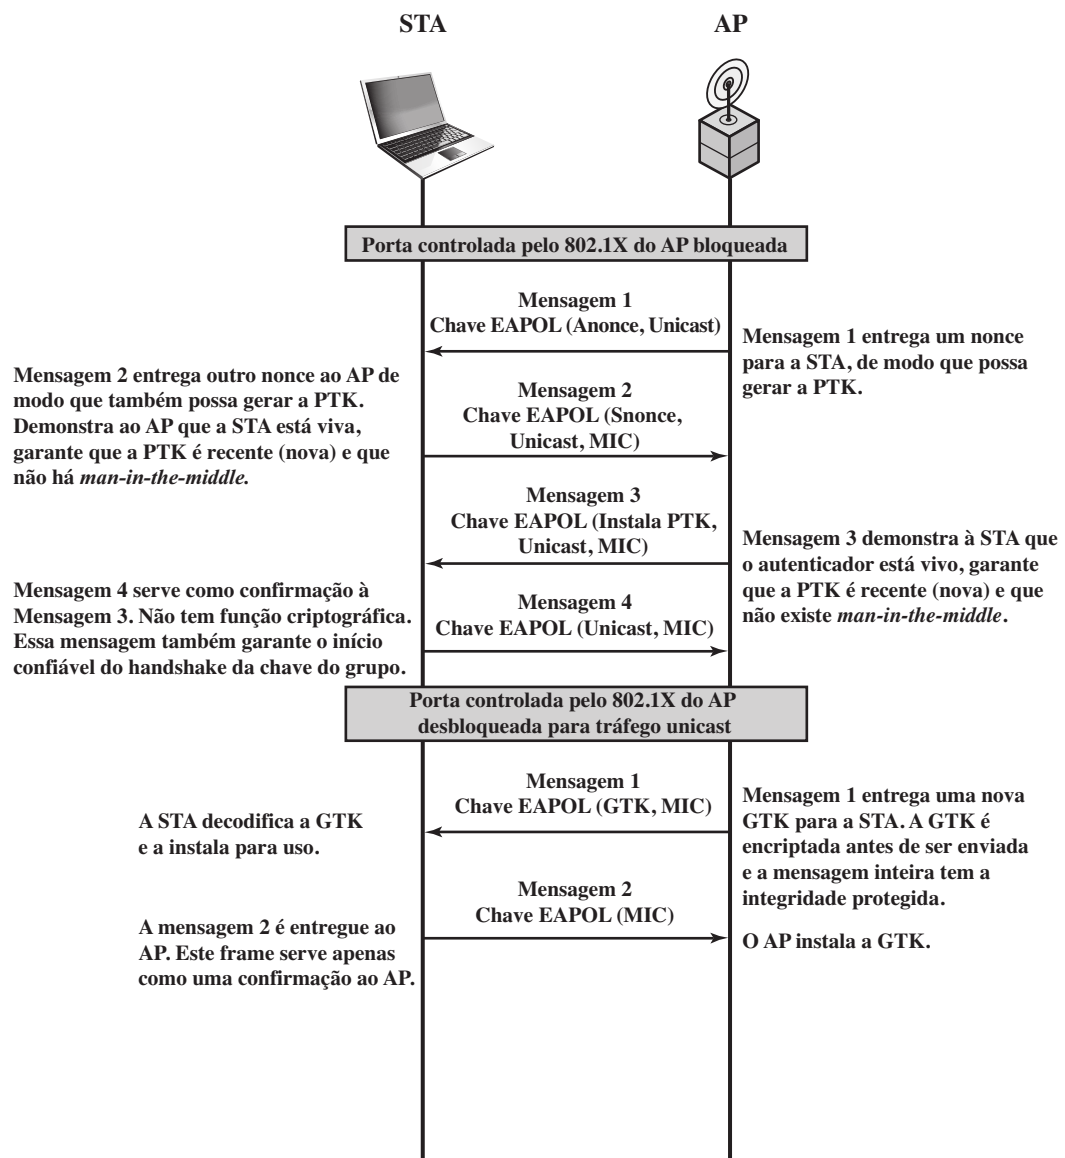 STA
AP
Porta controlada pelo 802.1X do AP bloqueada
Mensagem 1
Chave EAPOL (Anonce, Unicast)
Mensagem 1 entrega um nonce
para a STA, de modo que possa
gerar a PTK.
Mensagem 2 entrega outro nonce ao AP de
modo que também possa gerar a PTK.
Demonstra ao AP que a STA está viva,
garante que a PTK é recente (nova) e que
não há man-in-the-middle.
Mensagem 2
Chave EAPOL (Snonce,
Unicast, MIC)
Mensagem 3
Chave EAPOL (Instala PTK,
Unicast, MIC)
Mensagem 3 demonstra à STA que
o autenticador está vivo, garante
que a PTK é recente (nova) e que
não existe man-in-the-middle.
Mensagem 4 serve como confirmação à
Mensagem 3. Não tem função criptográfica.
Essa mensagem também garante o início
confiável do handshake da chave do grupo.
Mensagem 4
Chave EAPOL (Unicast, MIC)
Porta controlada pelo 802.1X do AP
desbloqueada para tráfego unicast
Mensagem 1
Chave EAPOL (GTK, MIC)
Mensagem 1 entrega uma nova
GTK para a STA. A GTK é
encriptada antes de ser enviada
e a mensagem inteira tem a
integridade protegida.
A STA decodifica a GTK
e a instala para uso.
Mensagem 2
Chave EAPOL (MIC)
A mensagem 2 é entregue ao
AP. Este frame serve apenas
como uma confirmação ao AP.
O AP instala a GTK.